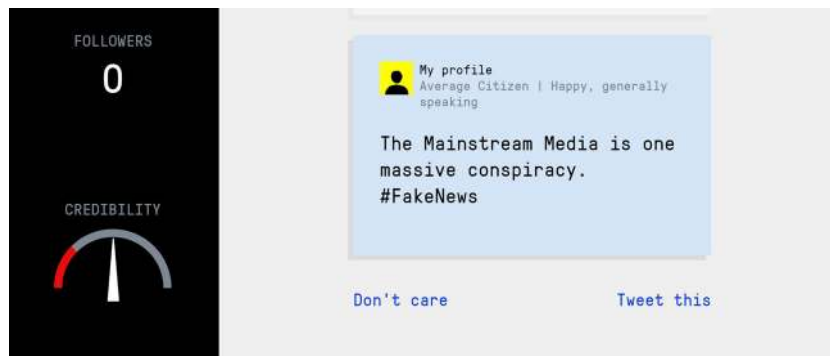 FOLLOWERS
0
CREDIBILITY
My profile
Average Citizen | Happy, generally
speaking
The Mainstream Media is one
massive conspiracy.
#FakeNews
Don't care
Tweet this